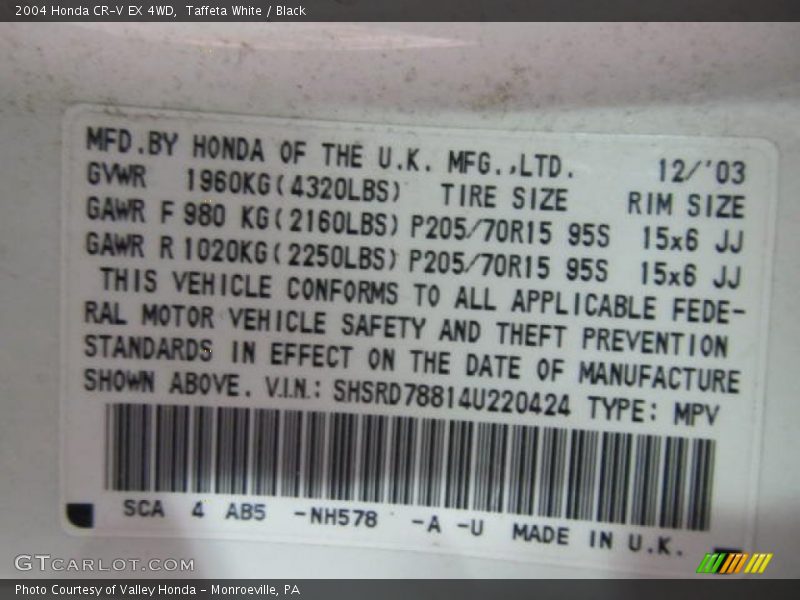 2004 Honda CR-V EX 4WD, Taffeta White / Black
MFD.BY HONDA OF THE U.K. MFG.,LTD. 12/'03
GVWR 1960KG(4320LBS) TIRE SIZE RIM SIZE
GAWR F 980 KG(2160LBS) P205/70R15 95S 15x6 JJ
GAWR R 1020KG(2250LBS) P205/70R15 95S 15x6 JJ
THIS VEHICLE CONFORMS TO ALL APPLICABLE FEDE-
RAL MOTOR VEHICLE SAFETY AND THEFT PREVENTION
STANDARDS IN EFFECT ON THE DATE OF MANUFACTURE
SHOWN ABOVE. V.I.N.: SHSRD78814U220424 TYPE: MPV
SCA 4 AB5 -NH578 -A -U MADE IN U.K.
GTCARLOT.COM
Photo Courtesy of Valley Honda - Monroeville, PA